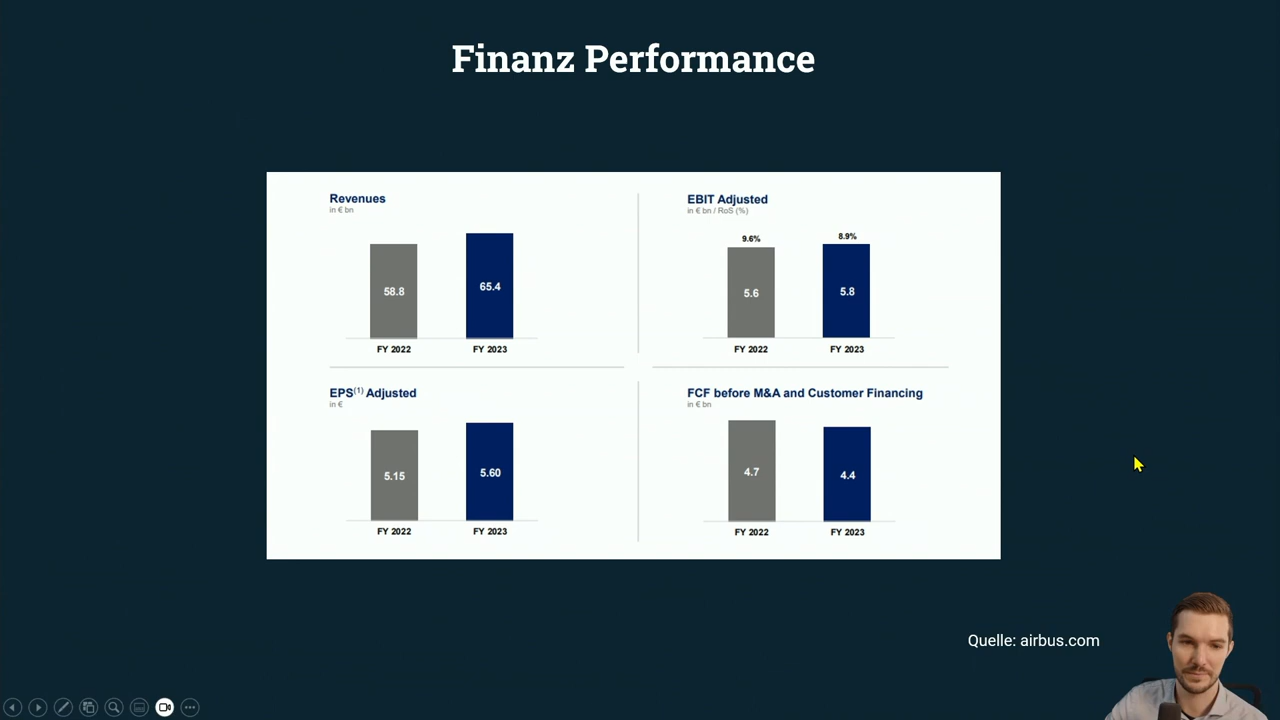 Finanz Performance
Revenues
in € bn
58.8
65.4
FY 2022
FY 2023
EBIT Adjusted
in € bn / RoS (%)
9.6%
8.9%
5.6
5.8
FY 2022
FY 2023
EPS(1) Adjusted
in €
5.15
5.60
FY 2022
FY 2023
FCF before M&A and Customer Financing
in € bn
4.7
4.4
FY 2022
FY 2023
Quelle: airbus.com